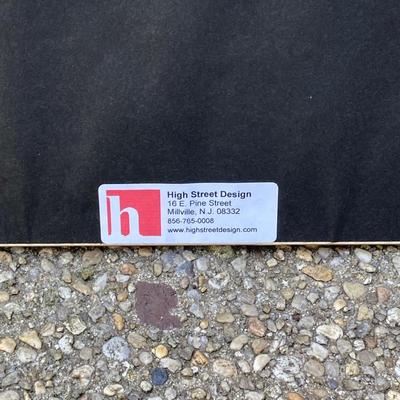 h
High Street Design
16 E. Pine Street
Millville, N.J. 08332
856-765-0008
www.highstreetdesign.com